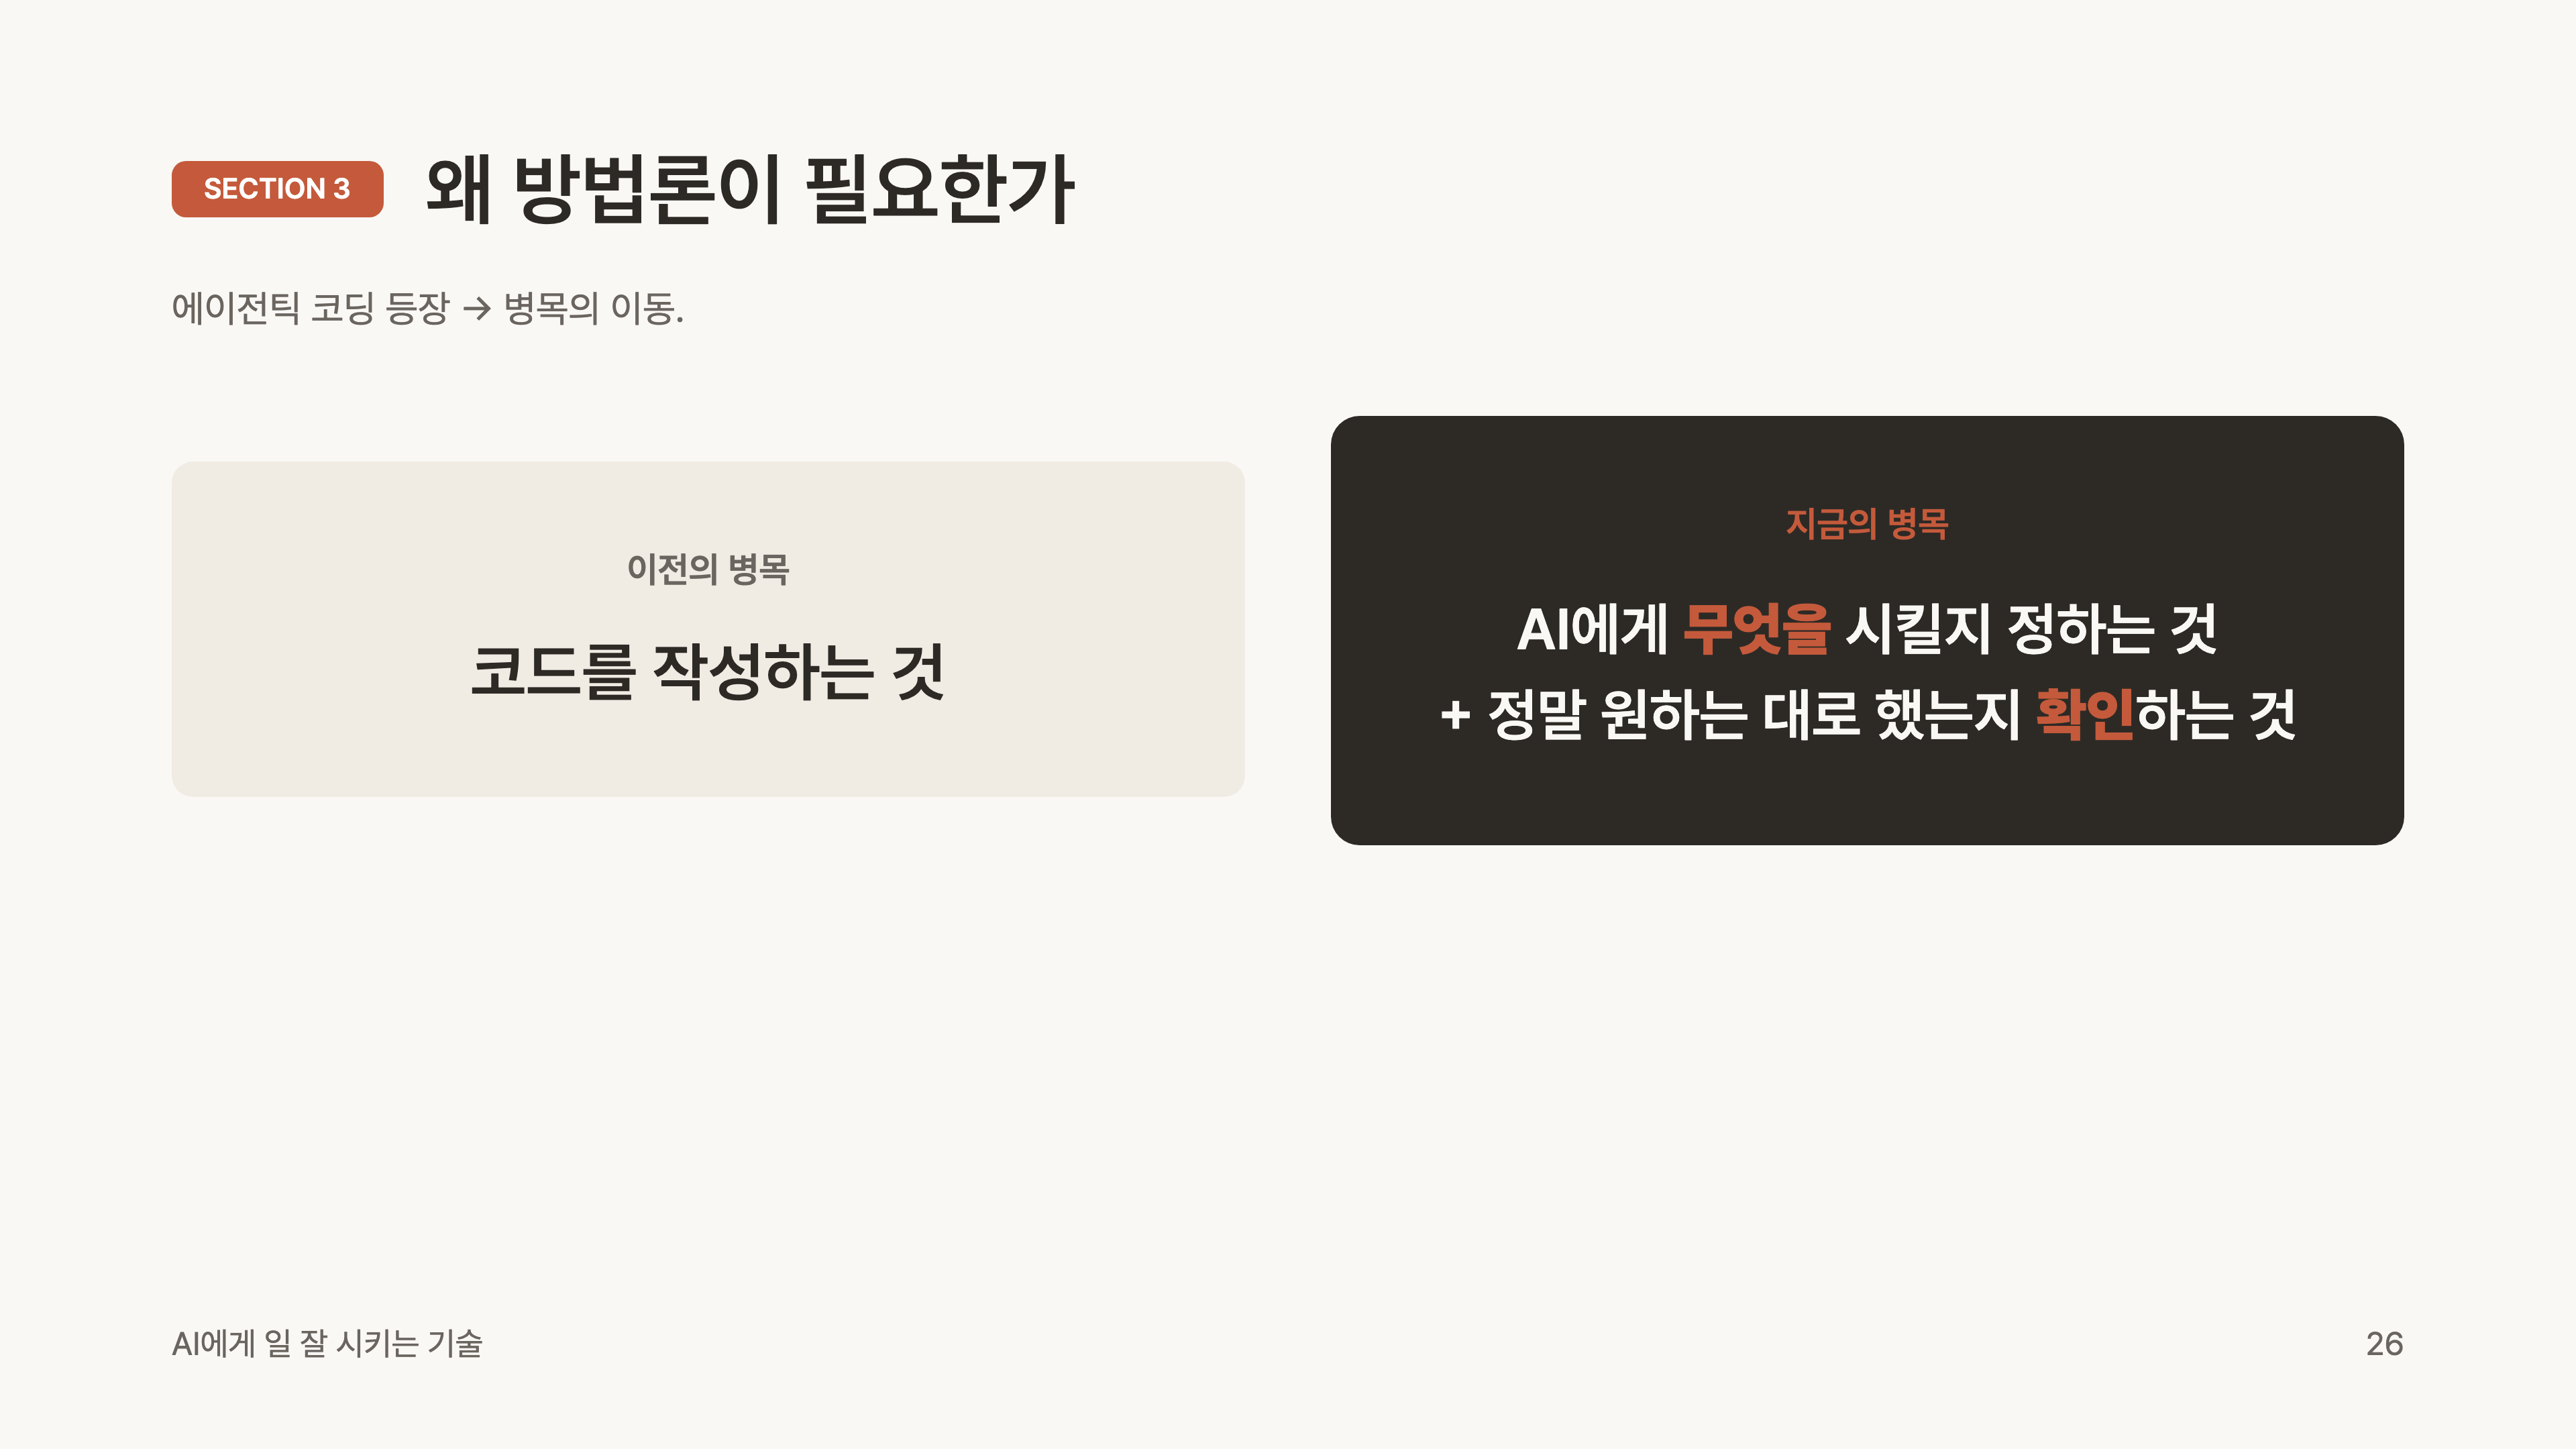 SECTION 3
왜 방법론이 필요한가
에이전틱 코딩 등장 → 병목의 이동.
이전의 병목
코드를 작성하는 것
지금의 병목
AI에게 무엇을 시킬지 정하는 것
+ 정말 원하는 대로 했는지 확인하는 것
AI에게 일 잘 시키는 기술
26